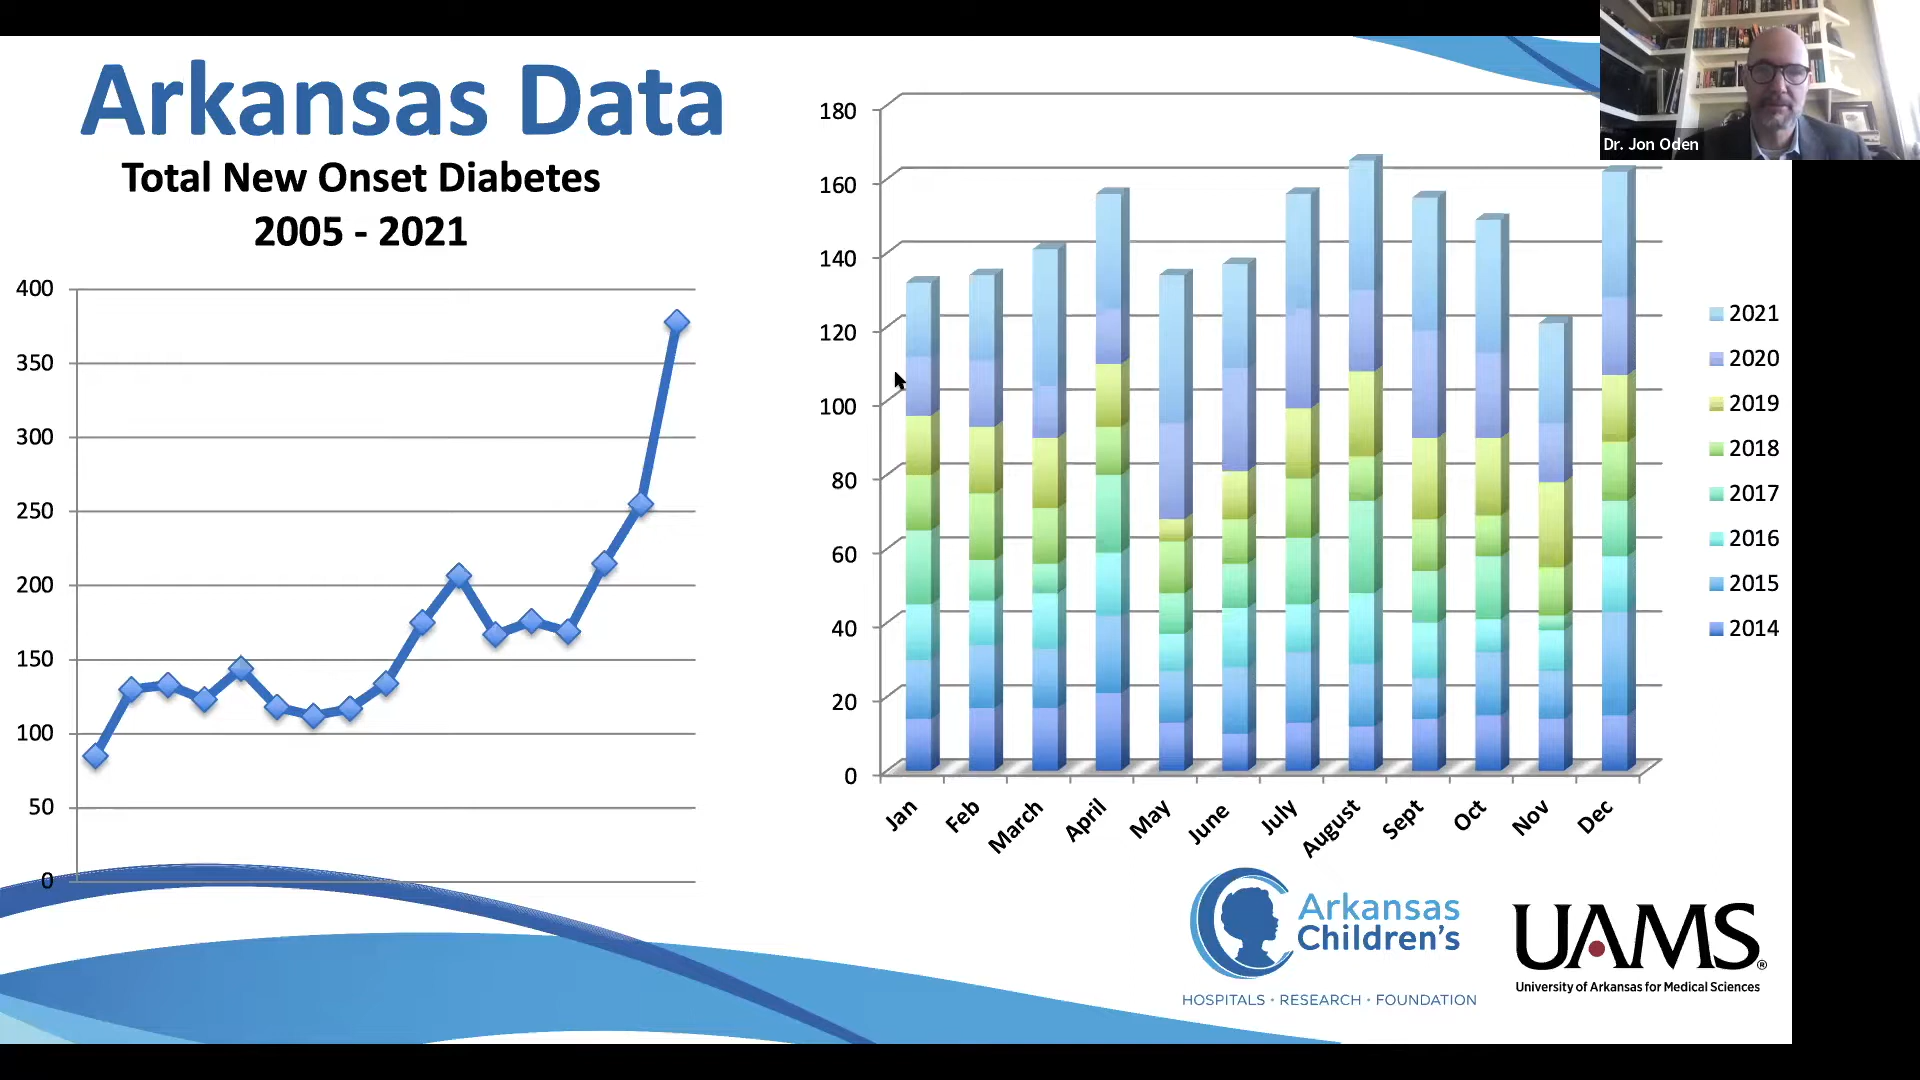 Arkansas Data
Total New Onset Diabetes
2005 - 2021
400
350
300
250
200
150
100
50
0
180
160
140
120
100
80
60
40
20
0
Jan
Feb
March
April
May
June
July
August
Sept
Oct
Nov
Dec
2021
2020
2019
2018
2017
2016
2015
2014
Dr. Jon Oden
Arkansas
Children's
HOSPITALS • RESEARCH • FOUNDATION
UAMS®
University of Arkansas for Medical Sciences